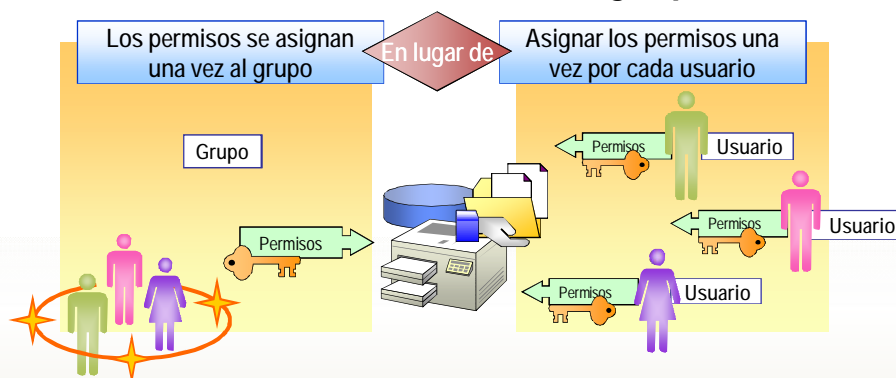 Los permisos se asignan
una vez al grupo
En lugar de
Asignar los permisos una
vez por cada usuario
Grupo
Permisos
Permisos
Usuario
Permisos
Usuario
Permisos
Usuario